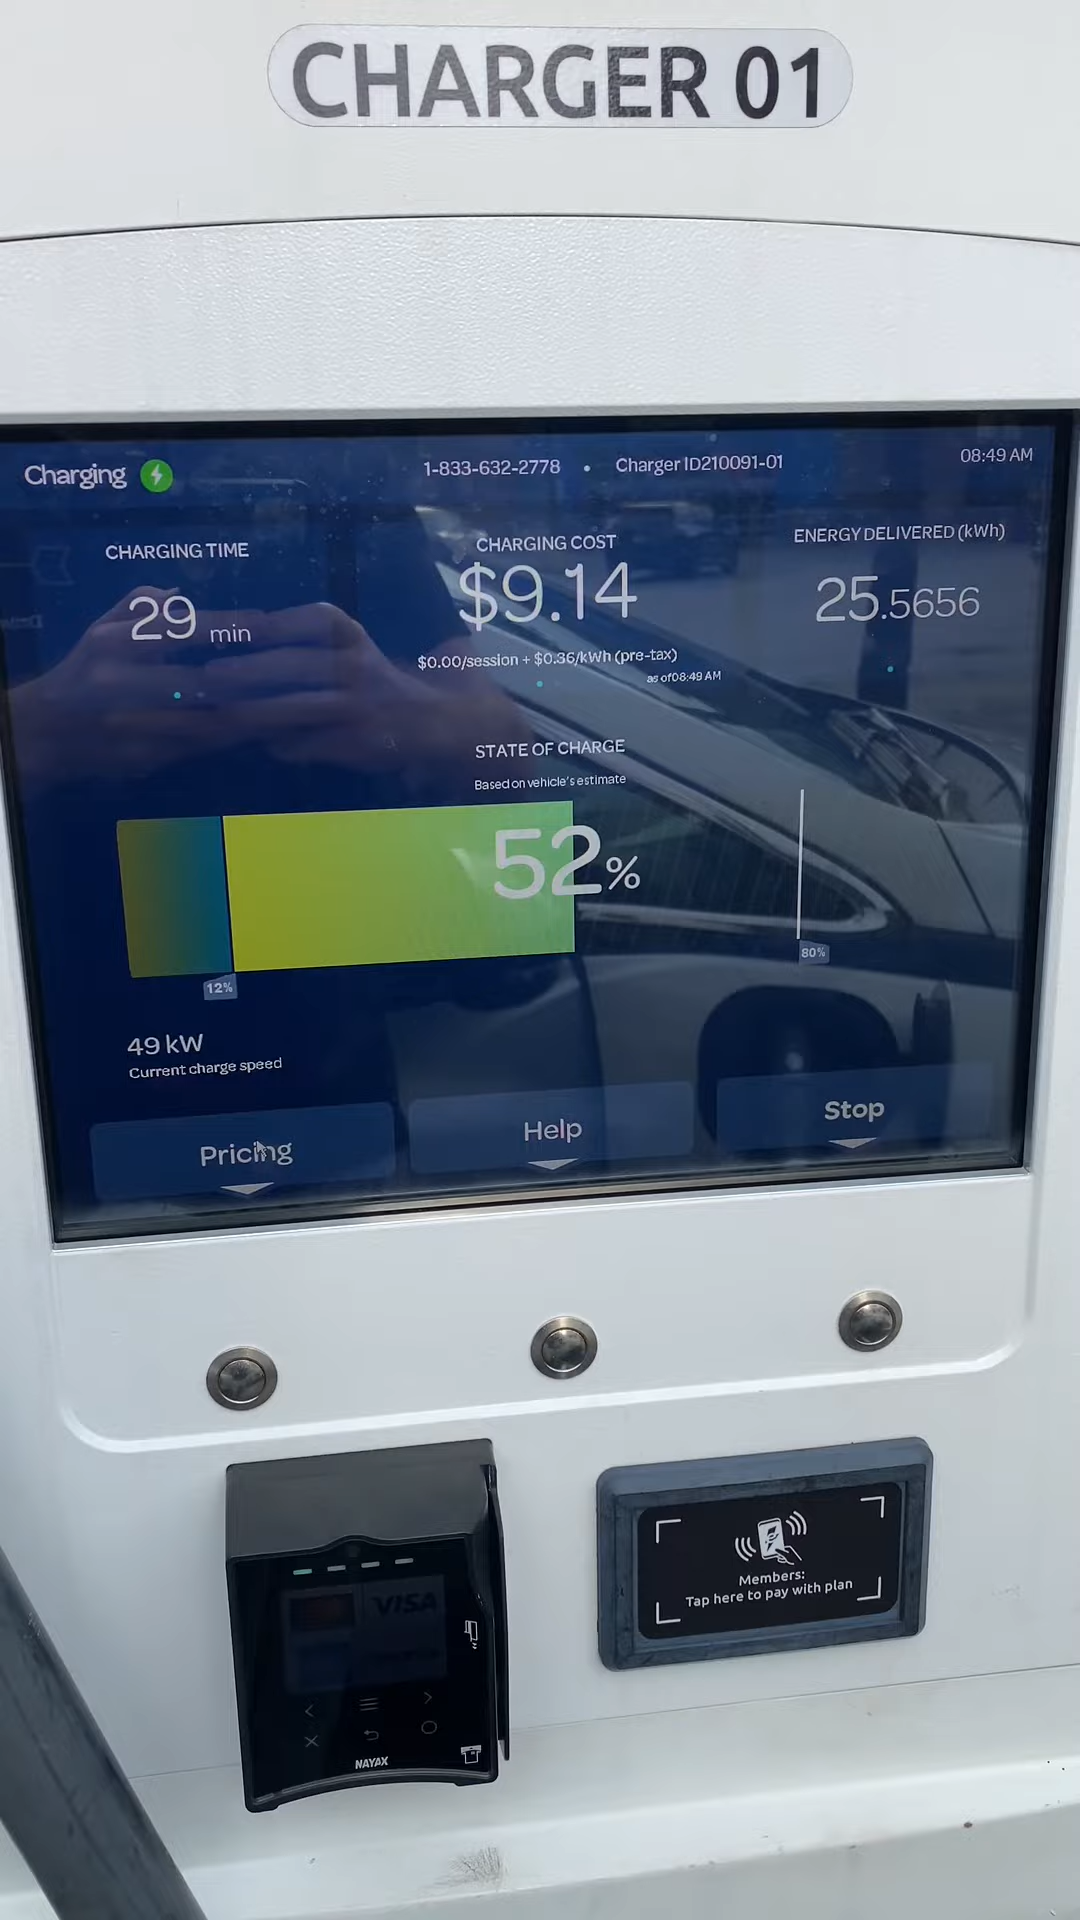 CHARGER 01
Charging
1-833-632-2778 • Charger ID210091-01
08:49 AM
CHARGING TIME
29 min
CHARGING COST
$9.14
$0.00/session + $0.36/kWh (pre-tax)
as of08:49 AM
ENERGY DELIVERED (kWh)
25.5656
STATE OF CHARGE
Based on vehicle's estimate
52%
12%
80%
49 kW
Current charge speed
Pricing
Help
Stop
VISA
NAYAX
Members:
Tap here to pay with plan